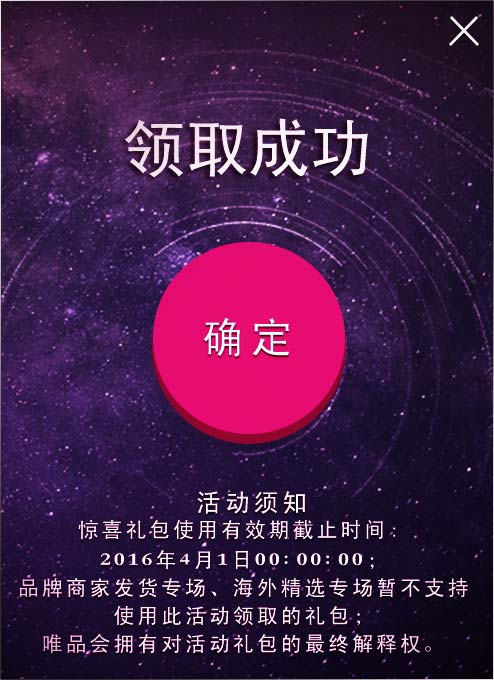 领取成功
确定
活动须知
惊喜礼包使用有效期截止时间：
2016年4月1日00：00：00；
品牌商家发货专场、海外精选专场暂不支持
使用此活动领取的礼包；
唯品会拥有对活动礼包的最终解释权。